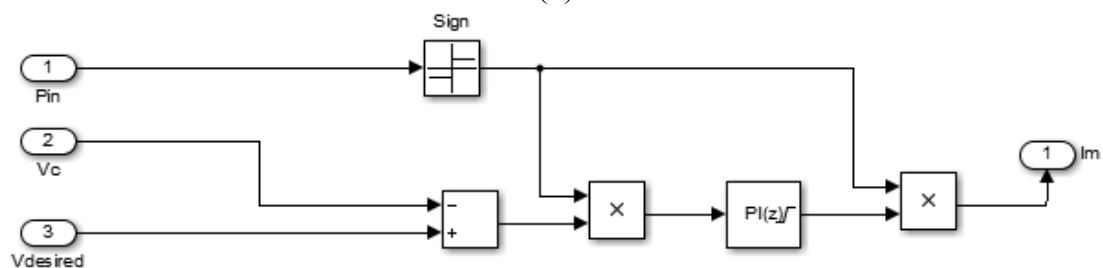 Sign
1
Pin
2
Vc
3
Vdesired
−
+
×
PI(z)
×
1
Im